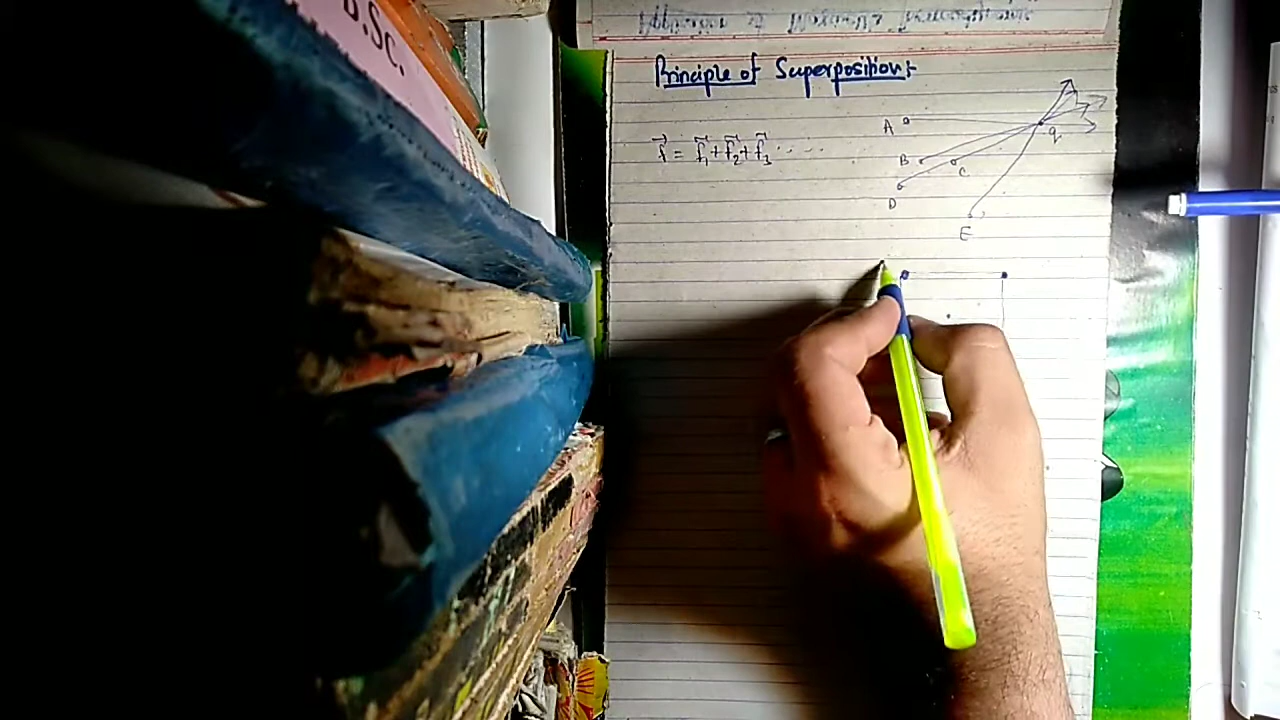 B.Sc.
Principle of Superposition:
A
F⃗ = F⃗₁ + F⃗₂ + F⃗₃ .....
q
B
C
D
E